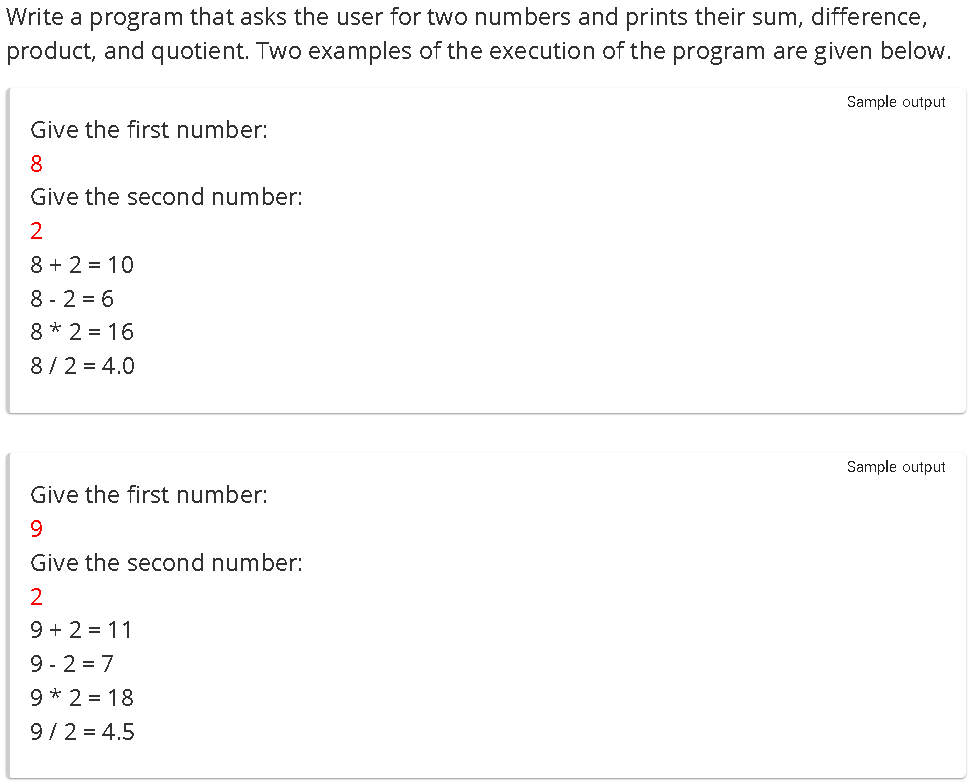 Write a program that asks the user for two numbers and prints their sum, difference,
product, and quotient. Two examples of the execution of the program are given below.
Sample output
Give the first number:
8
Give the second number:
2
8 + 2 = 10
8 - 2 = 6
8 * 2 = 16
8 / 2 = 4.0
Sample output
Give the first number:
9
Give the second number:
2
9 + 2 = 11
9 - 2 = 7
9 * 2 = 18
9 / 2 = 4.5